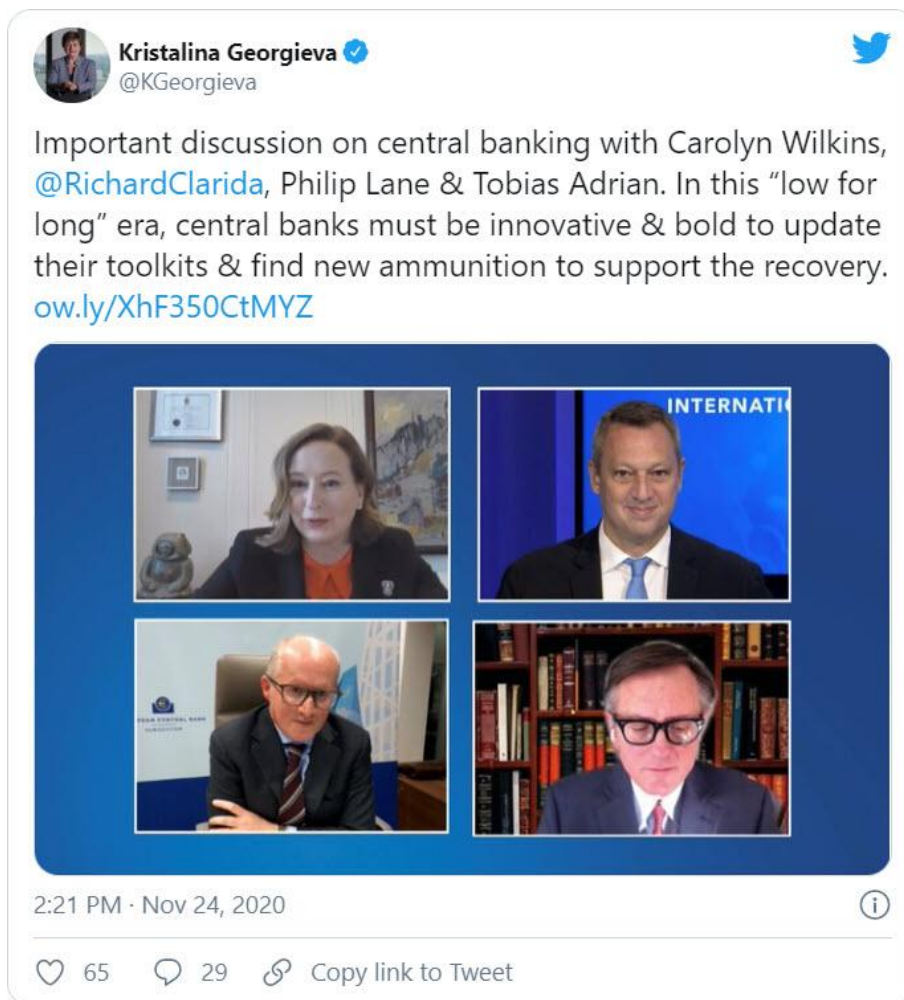 Kristalina Georgieva
@KGeorgieva
Important discussion on central banking with Carolyn Wilkins,
@RichardClarida, Philip Lane & Tobias Adrian. In this “low for
long” era, central banks must be innovative & bold to update
their toolkits & find new ammunition to support the recovery.
ow.ly/XhF350CtMYZ
INTERNATI
CENTRAL BANK
2:21 PM · Nov 24, 2020
65 29 Copy link to Tweet